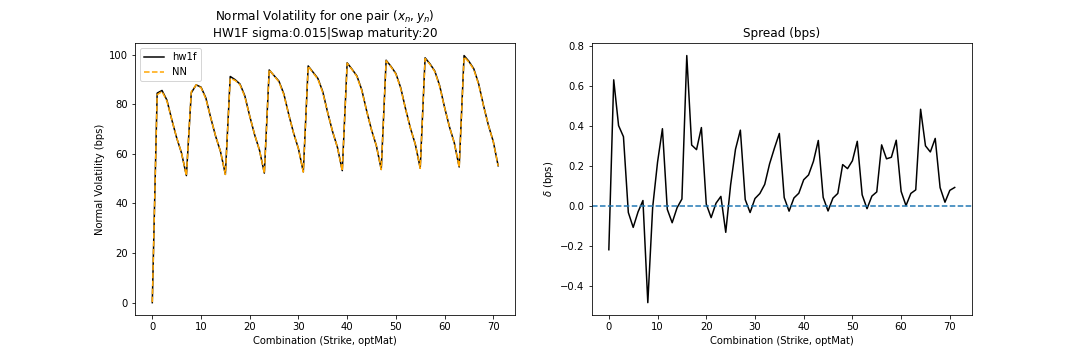 Normal Volatility for one pair (xₙ, yₙ)
HW1F sigma:0.015|Swap maturity:20
hw1f
NN
Normal Volatility (bps)
100
80
60
40
20
0
0 10 20 30 40 50 60 70
Combination (Strike, optMat)
Spread (bps)
δ (bps)
0.8
0.6
0.4
0.2
0.0
−0.2
−0.4
0 10 20 30 40 50 60 70
Combination (Strike, optMat)